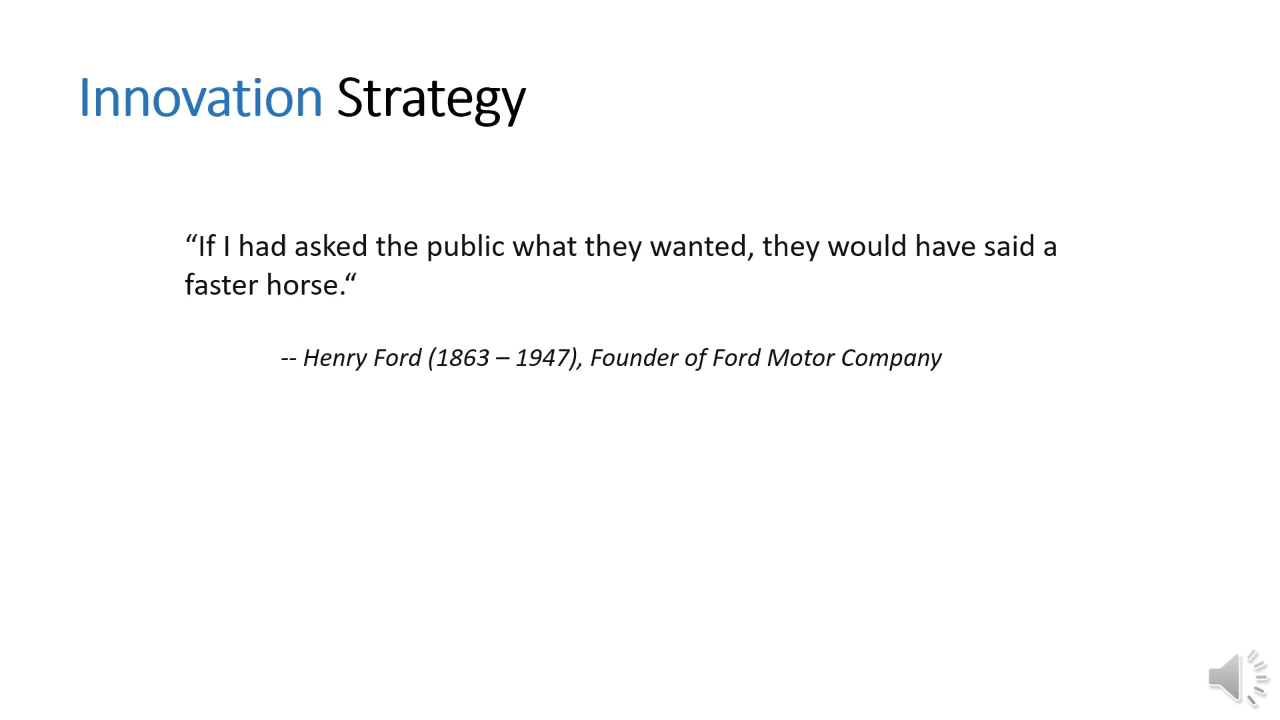 Innovation Strategy
“If I had asked the public what they wanted, they would have said a
faster horse.“
-- Henry Ford (1863 – 1947), Founder of Ford Motor Company